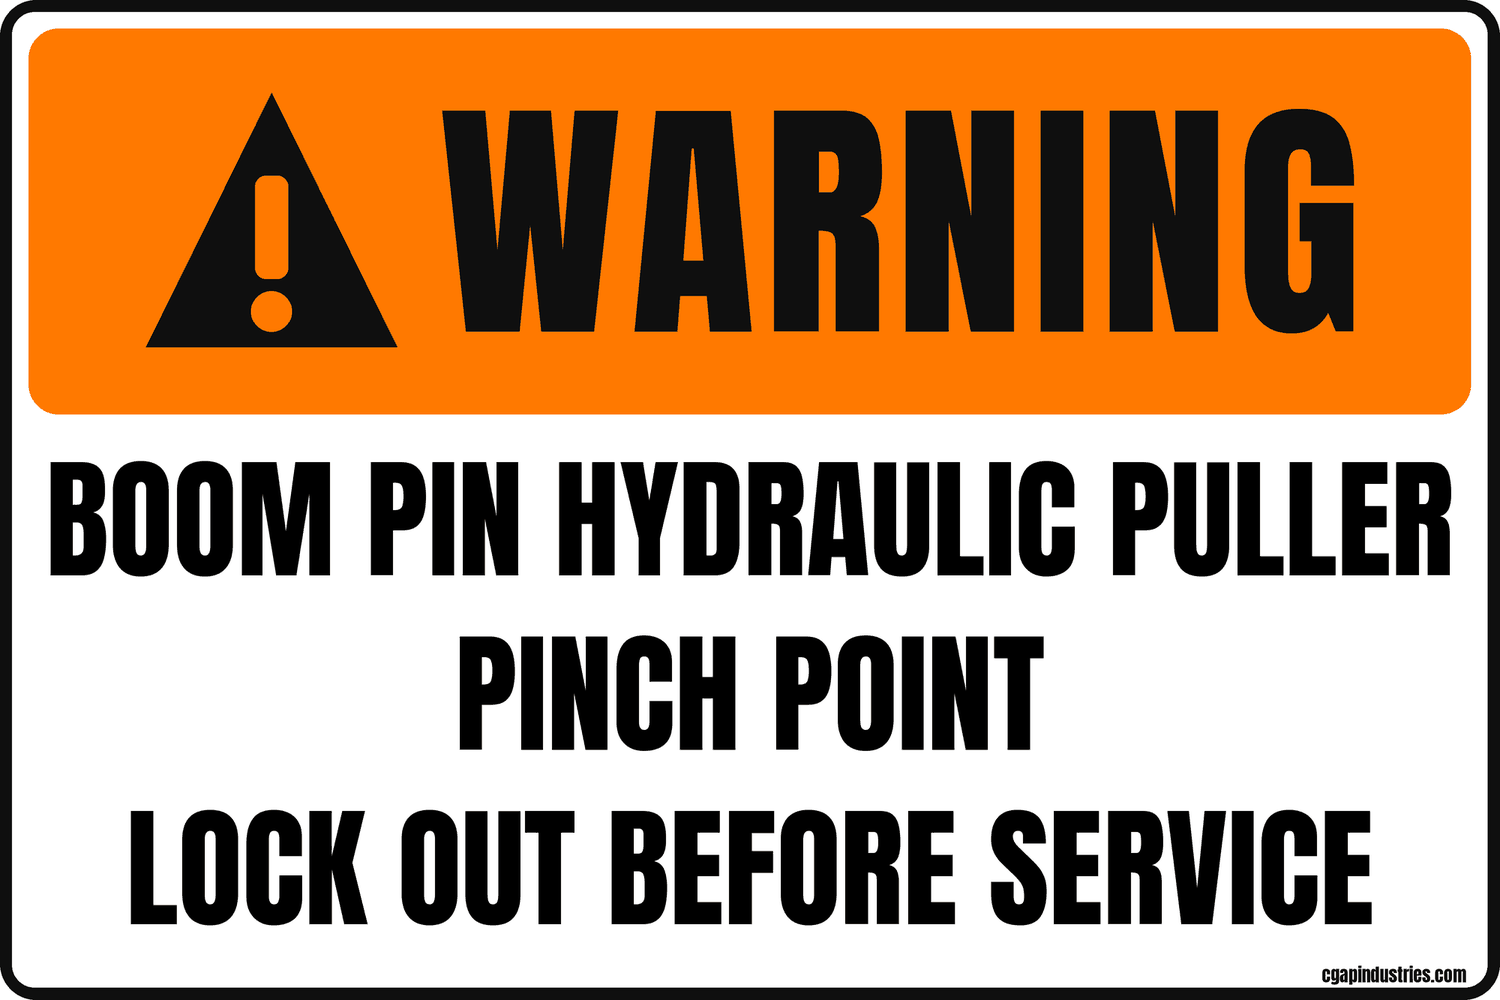 WARNING
BOOM PIN HYDRAULIC PULLER
PINCH POINT
LOCK OUT BEFORE SERVICE
cgapindustries.com